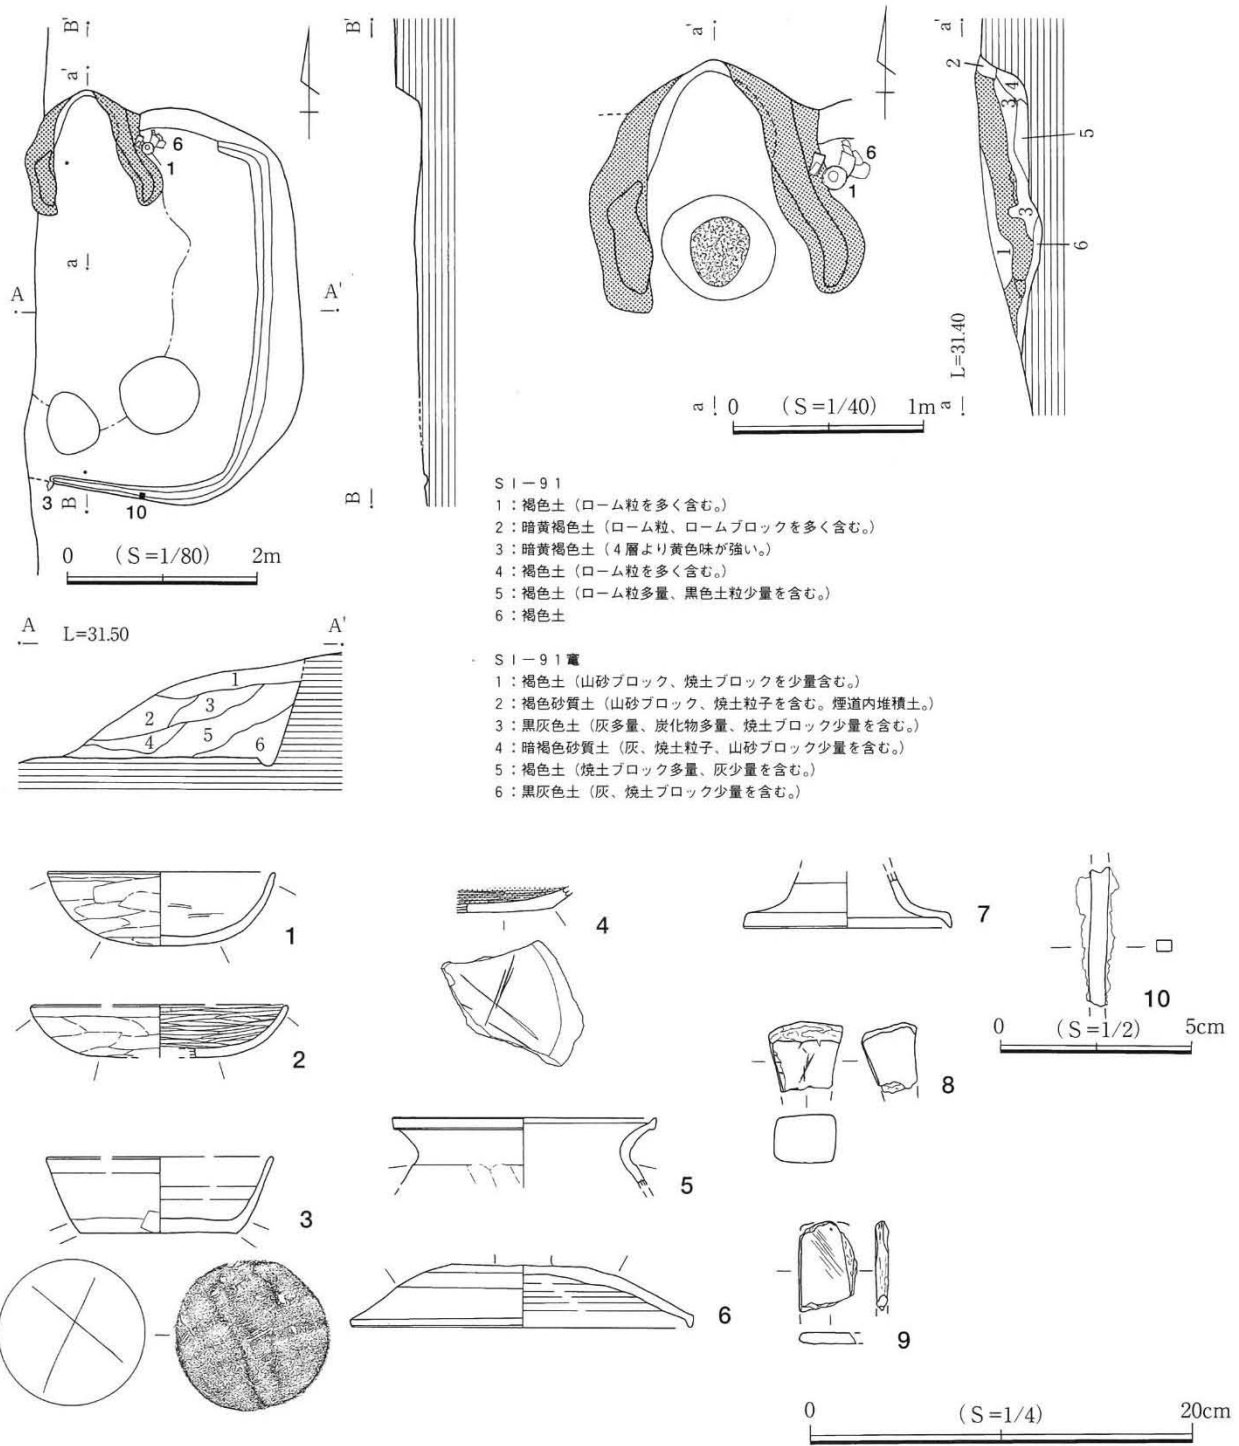 B'
a'
6
1
a
A
A'
3
B
10
0 (S=1/80) 2m
B'
B
a'
6
1
a
0 (S=1/40) 1m
a'
2
4
3
5
3
1
6
L=31.40
a
SI-91
1:褐色土(ローム粒を多く含む。)
2:暗黄褐色土(ローム粒、ロームブロックを多く含む。)
3:暗黄褐色土(4層より黄色味が強い。)
4:褐色土(ローム粒を多く含む。)
5:褐色土(ローム粒多量、黒色土粒少量を含む。)
6:褐色土
SI-91竃
1:褐色土(山砂ブロック、焼土ブロックを少量含む。)
2:褐色砂質土(山砂ブロック、焼土粒子を含む。煙道内堆積土。)
3:黒灰色土(灰多量、炭化物多量、焼土ブロック少量を含む。)
4:暗褐色砂質土(灰、焼土粒子、山砂ブロック少量を含む。)
5:褐色土(焼土ブロック多量、灰少量を含む。)
6:黒灰色土(灰、焼土ブロック少量を含む。)
A L=31.50 A'
1
2
3
4
5
6
1
2
3
4
5
6
7
8
9
10
0 (S=1/2) 5cm
0 (S=1/4) 20cm